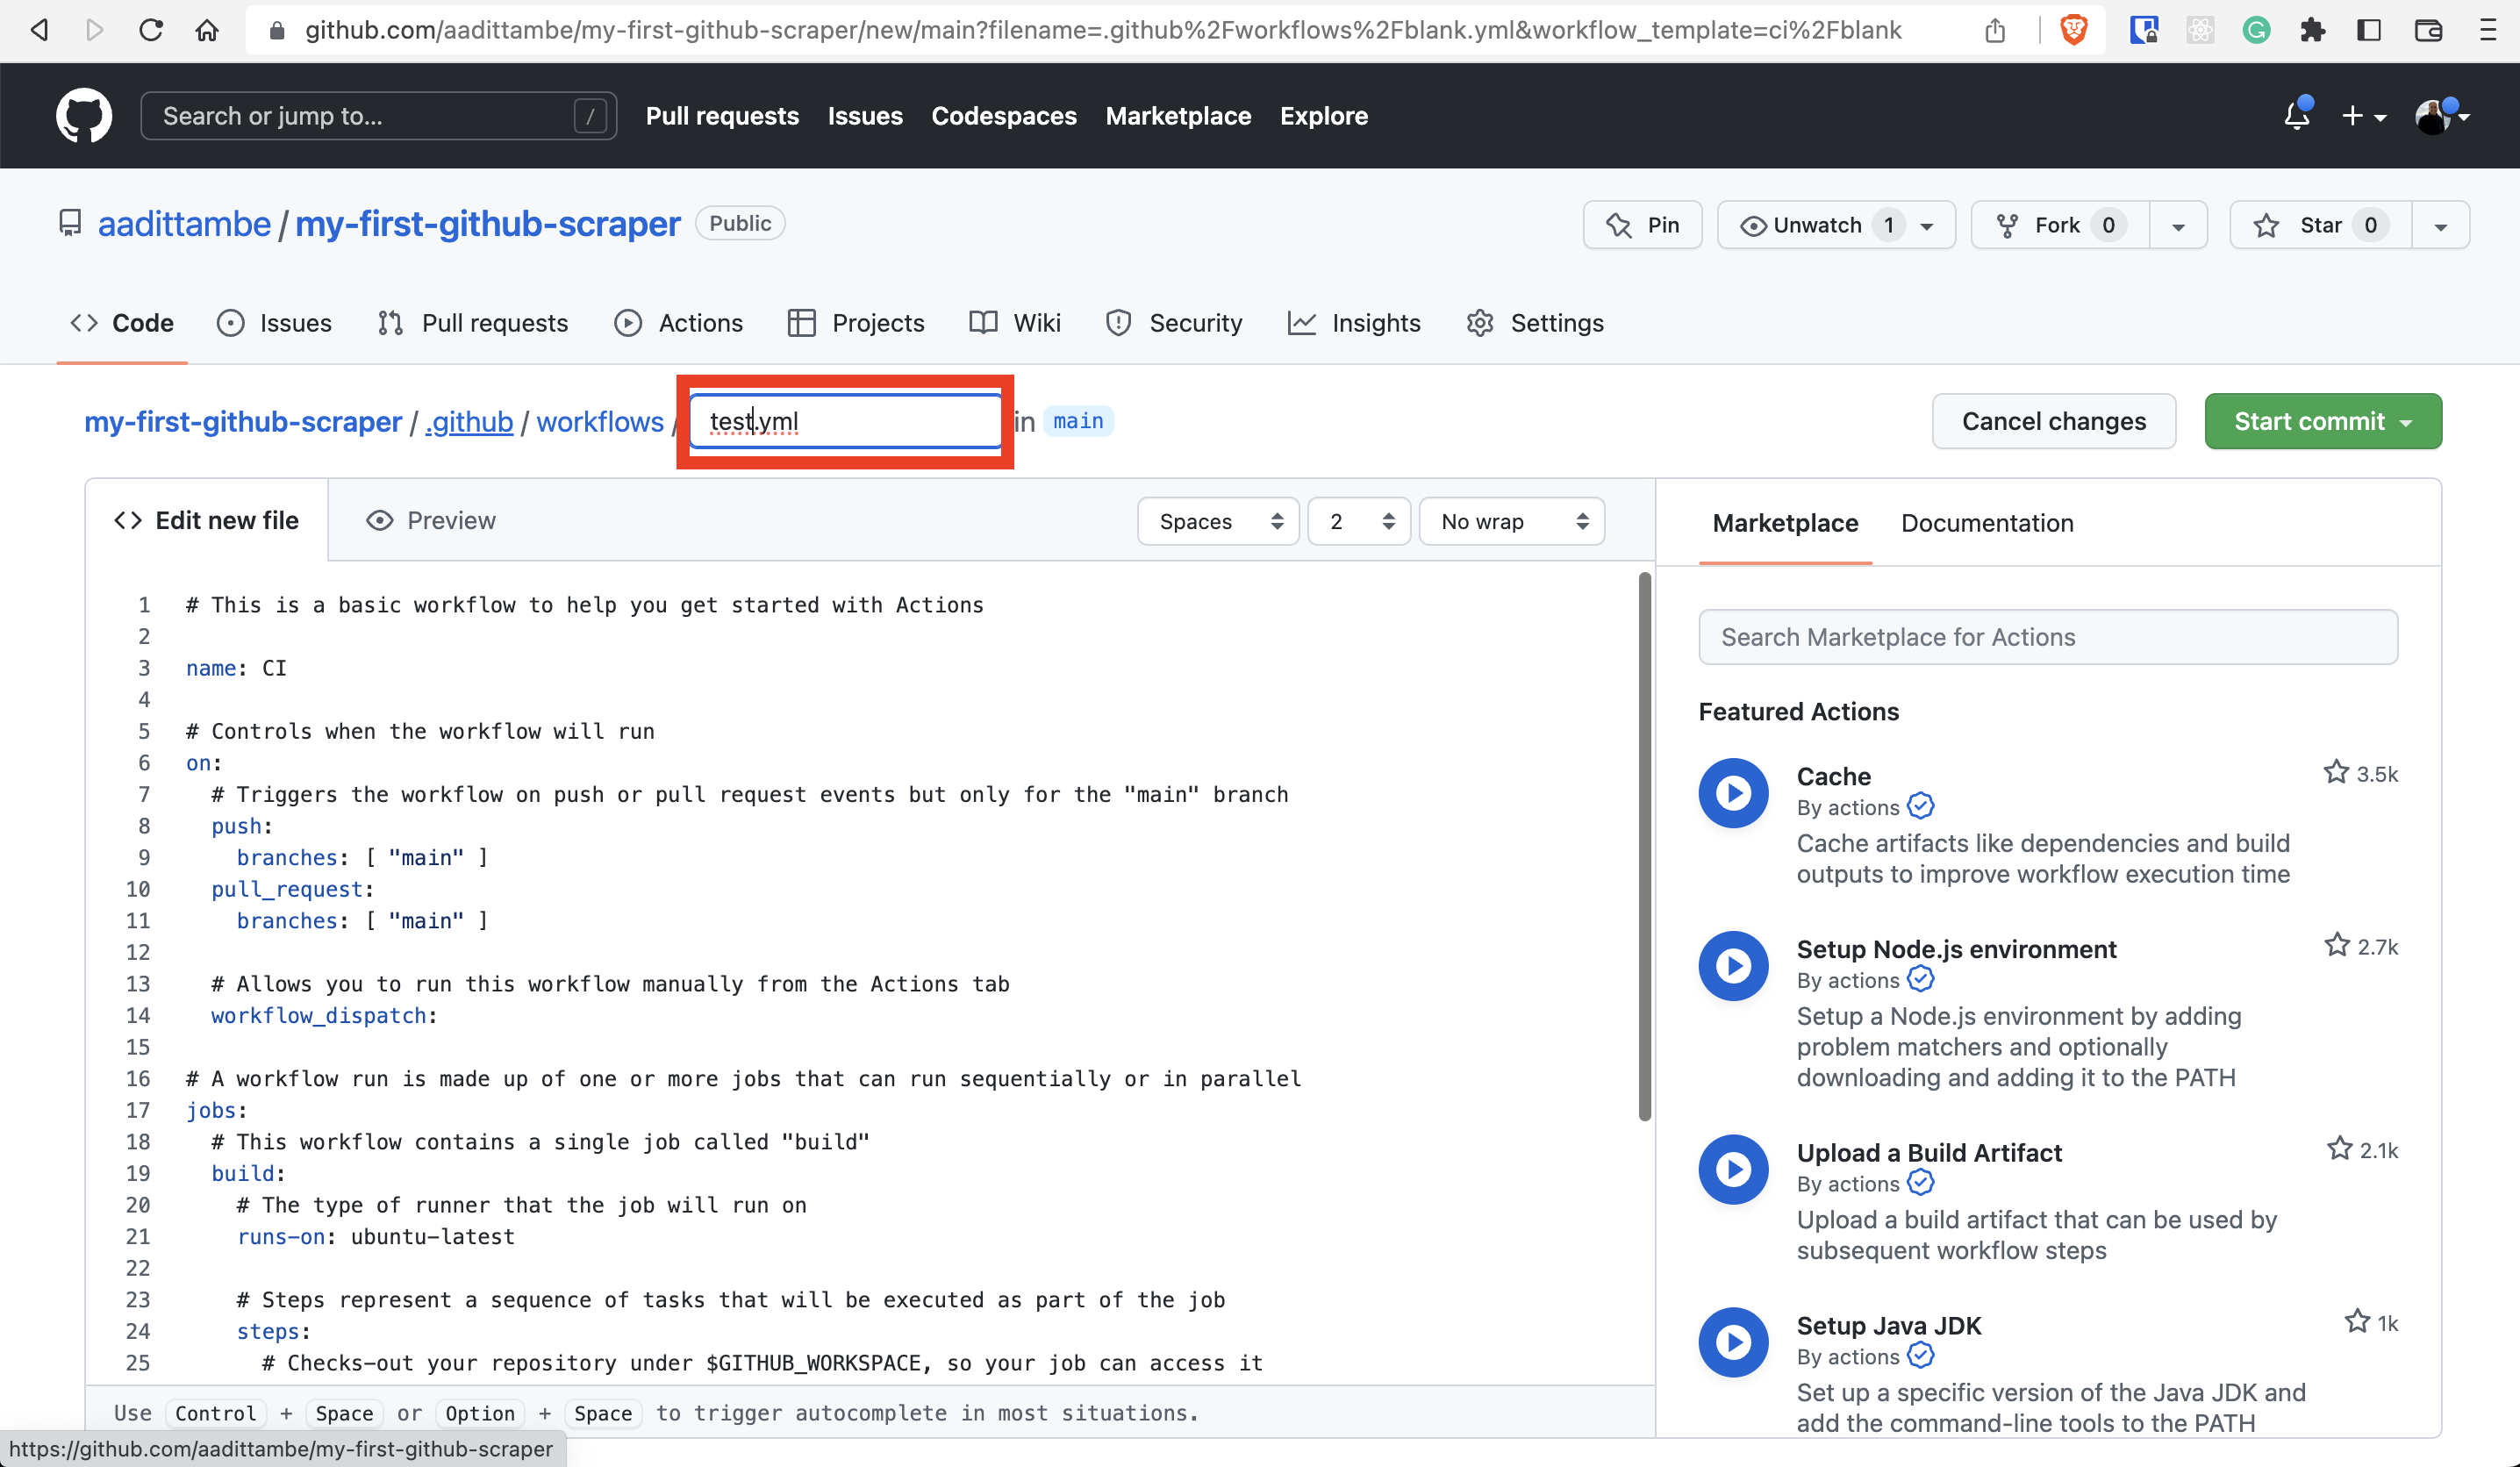 github.com/aadittambe/my-first-github-scraper/new/main?filename=.github%2Fworkflows%2Fblank.yml&workflow_template=ci%2Fblank
Search or jump to... / Pull requests Issues Codespaces Marketplace Explore
aadittambe / my-first-github-scraper Public Pin Unwatch 1 Fork 0 Star 0
Code Issues Pull requests Actions Projects Wiki Security Insights Settings
my-first-github-scraper / .github / workflows / test.yml in main Cancel changes Start commit
Edit new file Preview Spaces 2 No wrap
1 # This is a basic workflow to help you get started with Actions
2
3 name: CI
4
5 # Controls when the workflow will run
6 on:
7 # Triggers the workflow on push or pull request events but only for the "main" branch
8 push:
9 branches: [ "main" ]
10 pull_request:
11 branches: [ "main" ]
12
13 # Allows you to run this workflow manually from the Actions tab
14 workflow_dispatch:
15
16 # A workflow run is made up of one or more jobs that can run sequentially or in parallel
17 jobs:
18 # This workflow contains a single job called "build"
19 build:
20 # The type of runner that the job will run on
21 runs-on: ubuntu-latest
22
23 # Steps represent a sequence of tasks that will be executed as part of the job
24 steps:
25 # Checks-out your repository under $GITHUB_WORKSPACE, so your job can access it
Use Control + Space or Option + Space to trigger autocomplete in most situations.
https://github.com/aadittambe/my-first-github-scraper
Marketplace Documentation
Search Marketplace for Actions
Featured Actions
Cache 3.5k
By actions
Cache artifacts like dependencies and build
outputs to improve workflow execution time
Setup Node.js environment 2.7k
By actions
Setup a Node.js environment by adding
problem matchers and optionally
downloading and adding it to the PATH
Upload a Build Artifact 2.1k
By actions
Upload a build artifact that can be used by
subsequent workflow steps
Setup Java JDK 1k
By actions
Set up a specific version of the Java JDK and
add the command-line tools to the PATH